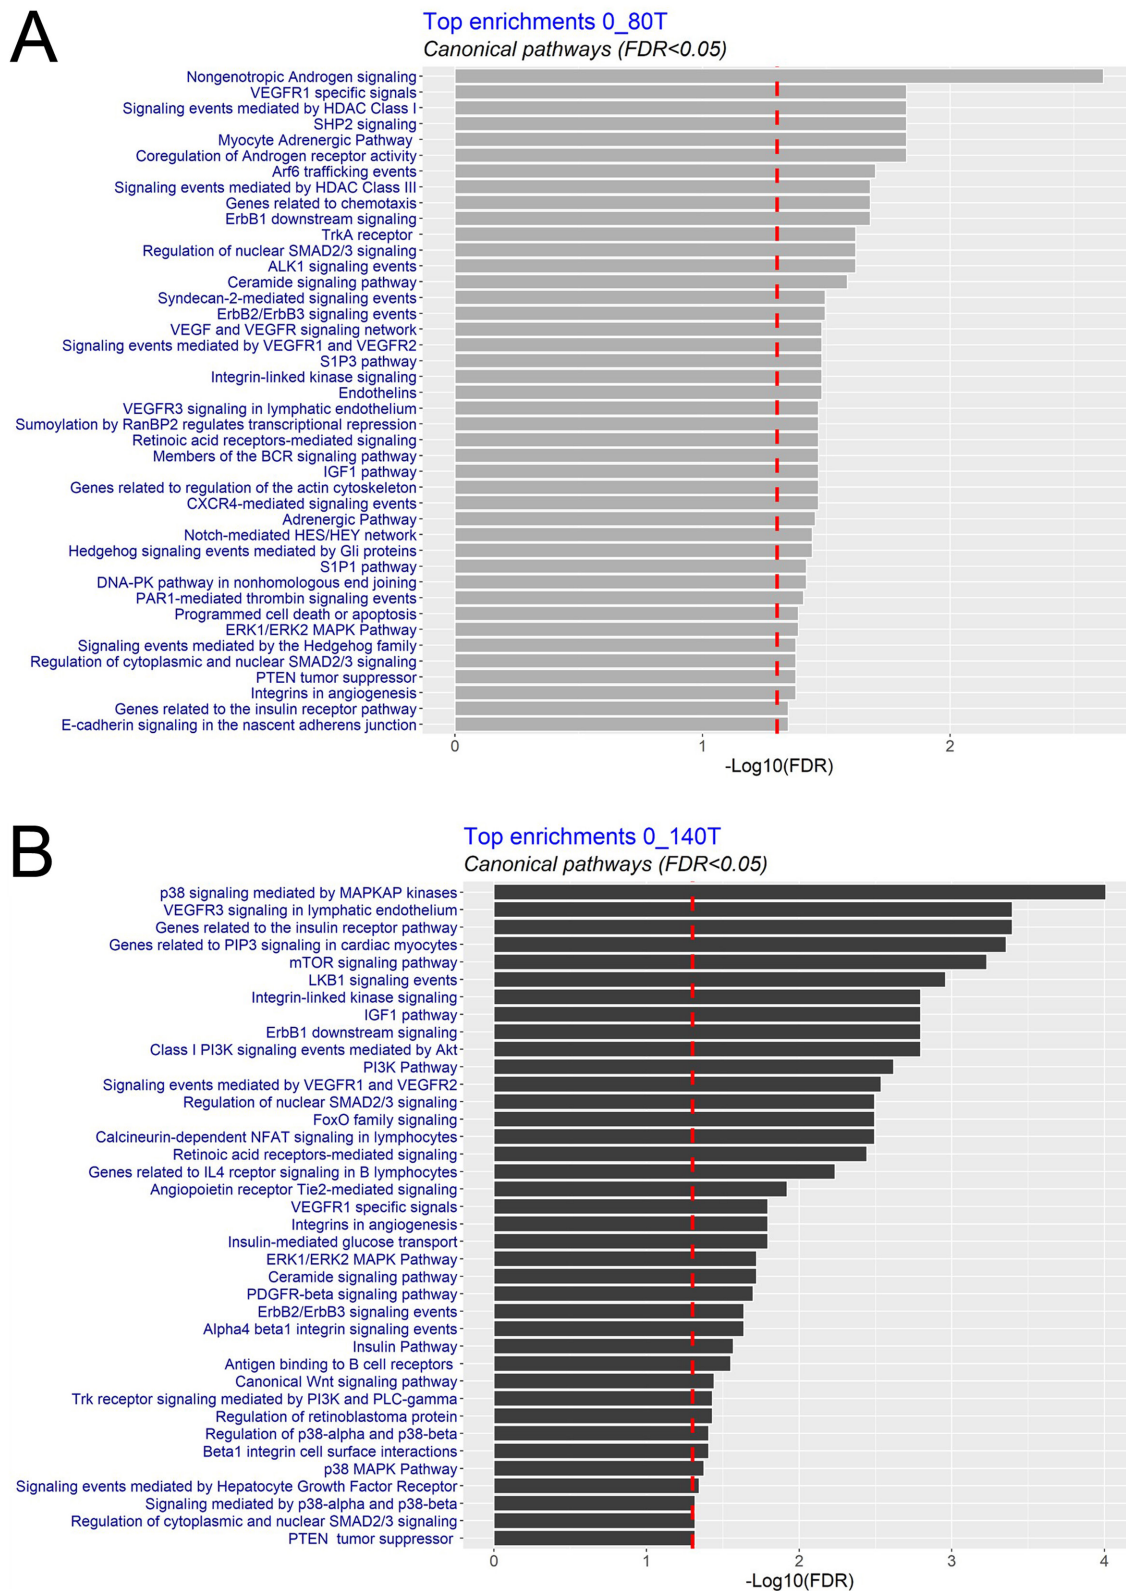 A
Top enrichments 0_80T
Canonical pathways (FDR<0.05)
Nongenotropic Androgen signaling
VEGFR1 specific signals
Signaling events mediated by HDAC Class I
SHP2 signaling
Myocyte Adrenergic Pathway
Coregulation of Androgen receptor activity
Arf6 trafficking events
Signaling events mediated by HDAC Class III
Genes related to chemotaxis
ErbB1 downstream signaling
TrkA receptor
Regulation of nuclear SMAD2/3 signaling
ALK1 signaling events
Ceramide signaling pathway
Syndecan-2-mediated signaling events
ErbB2/ErbB3 signaling events
VEGF and VEGFR signaling network
Signaling events mediated by VEGFR1 and VEGFR2
S1P3 pathway
Integrin-linked kinase signaling
Endothelins
VEGFR3 signaling in lymphatic endothelium
Sumoylation by RanBP2 regulates transcriptional repression
Retinoic acid receptors-mediated signaling
Members of the BCR signaling pathway
IGF1 pathway
Genes related to regulation of the actin cytoskeleton
CXCR4-mediated signaling events
Adrenergic Pathway
Notch-mediated HES/HEY network
Hedgehog signaling events mediated by Gli proteins
S1P1 pathway
DNA-PK pathway in nonhomologous end joining
PAR1-mediated thrombin signaling events
Programmed cell death or apoptosis
ERK1/ERK2 MAPK Pathway
Signaling events mediated by the Hedgehog family
Regulation of cytoplasmic and nuclear SMAD2/3 signaling
PTEN tumor suppressor
Integrins in angiogenesis
Genes related to the insulin receptor pathway
E-cadherin signaling in the nascent adherens junction
0 1 2
-Log10(FDR)
B
Top enrichments 0_140T
Canonical pathways (FDR<0.05)
p38 signaling mediated by MAPKAP kinases
VEGFR3 signaling in lymphatic endothelium
Genes related to the insulin receptor pathway
Genes related to PIP3 signaling in cardiac myocytes
mTOR signaling pathway
LKB1 signaling events
Integrin-linked kinase signaling
IGF1 pathway
ErbB1 downstream signaling
Class I PI3K signaling events mediated by Akt
PI3K Pathway
Signaling events mediated by VEGFR1 and VEGFR2
Regulation of nuclear SMAD2/3 signaling
FoxO family signaling
Calcineurin-dependent NFAT signaling in lymphocytes
Retinoic acid receptors-mediated signaling
Genes related to IL4 rceptor signaling in B lymphocytes
Angiopoietin receptor Tie2-mediated signaling
VEGFR1 specific signals
Integrins in angiogenesis
Insulin-mediated glucose transport
ERK1/ERK2 MAPK Pathway
Ceramide signaling pathway
PDGFR-beta signaling pathway
ErbB2/ErbB3 signaling events
Alpha4 beta1 integrin signaling events
Insulin Pathway
Antigen binding to B cell receptors
Canonical Wnt signaling pathway
Trk receptor signaling mediated by PI3K and PLC-gamma
Regulation of retinoblastoma protein
Regulation of p38-alpha and p38-beta
Beta1 integrin cell surface interactions
p38 MAPK Pathway
Signaling events mediated by Hepatocyte Growth Factor Receptor
Signaling mediated by p38-alpha and p38-beta
Regulation of cytoplasmic and nuclear SMAD2/3 signaling
PTEN tumor suppressor
0 1 2 3 4
-Log10(FDR)